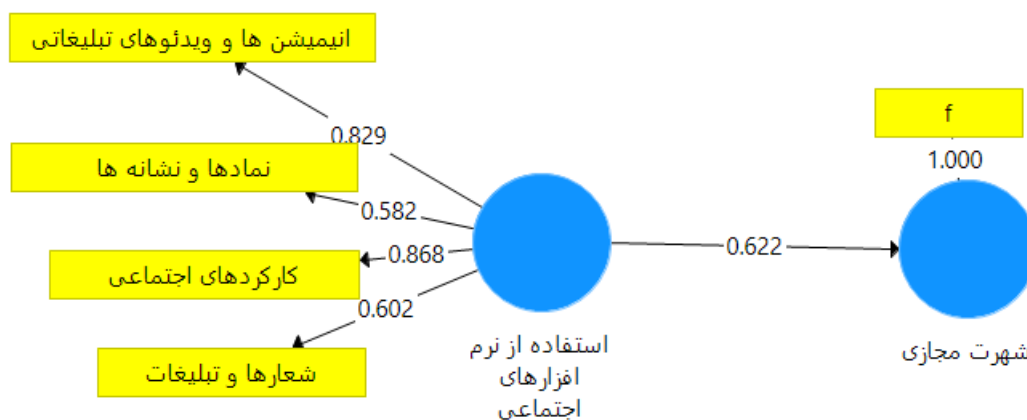 انیمیشن ها و ویدئوهای تبلیغاتی
0.829
نمادها و نشانه ها
0.582
کارکردهای اجتماعی
0.868
شعارها و تبلیغات
0.602
استفاده از نرم
افزارهای
اجتماعی
0.622
f
1.000
شهرت مجازی